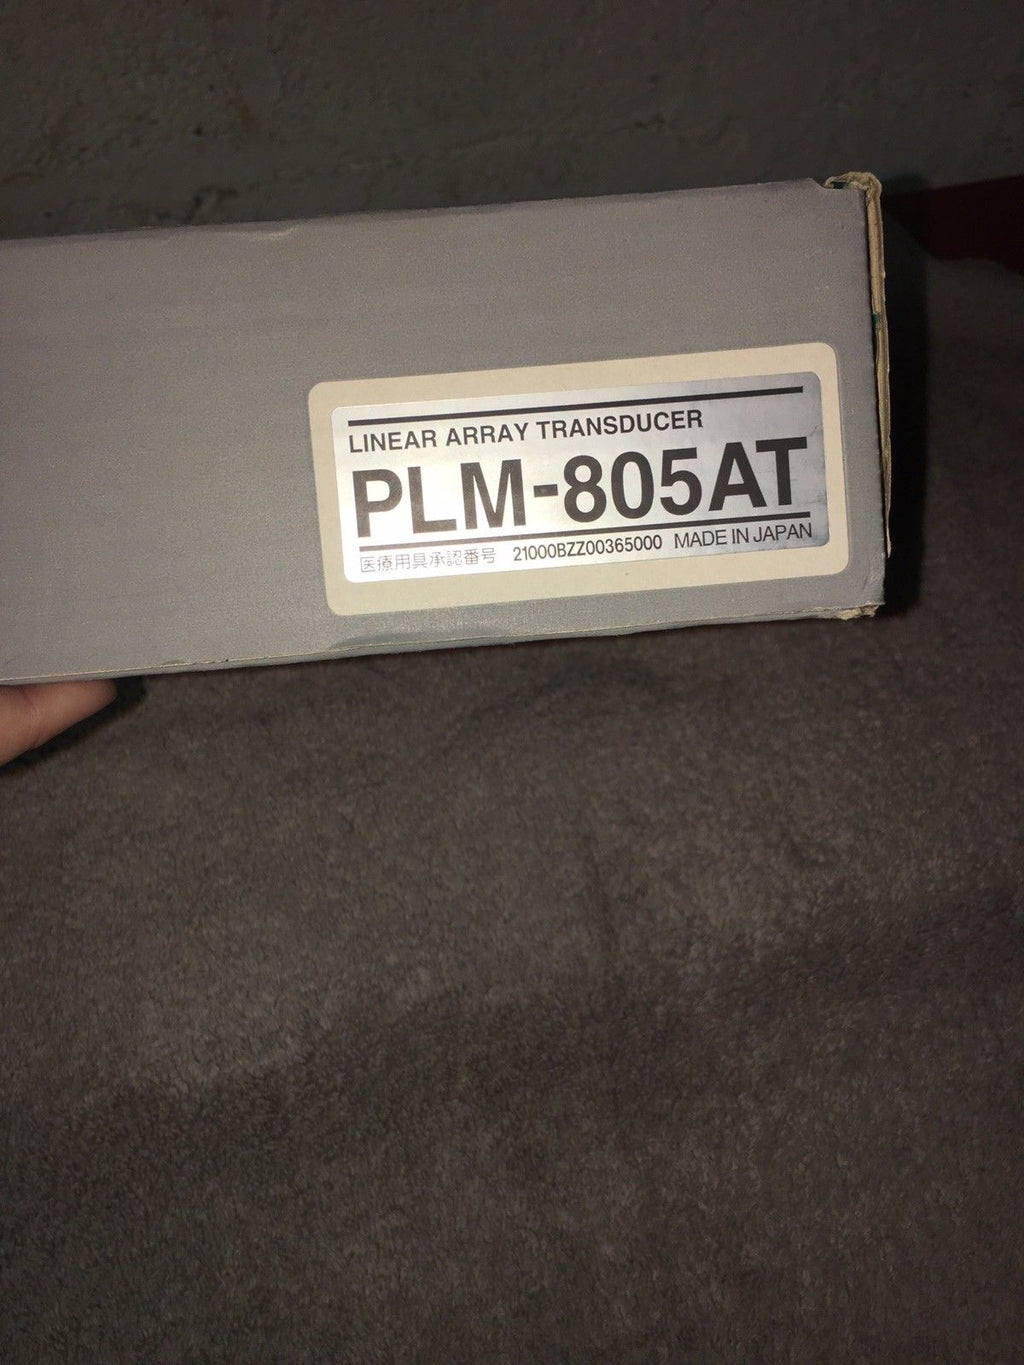 LINEAR ARRAY TRANSDUCER
PLM-805AT
医療用具承認番号 21000BZZ00365000 MADE IN JAPAN